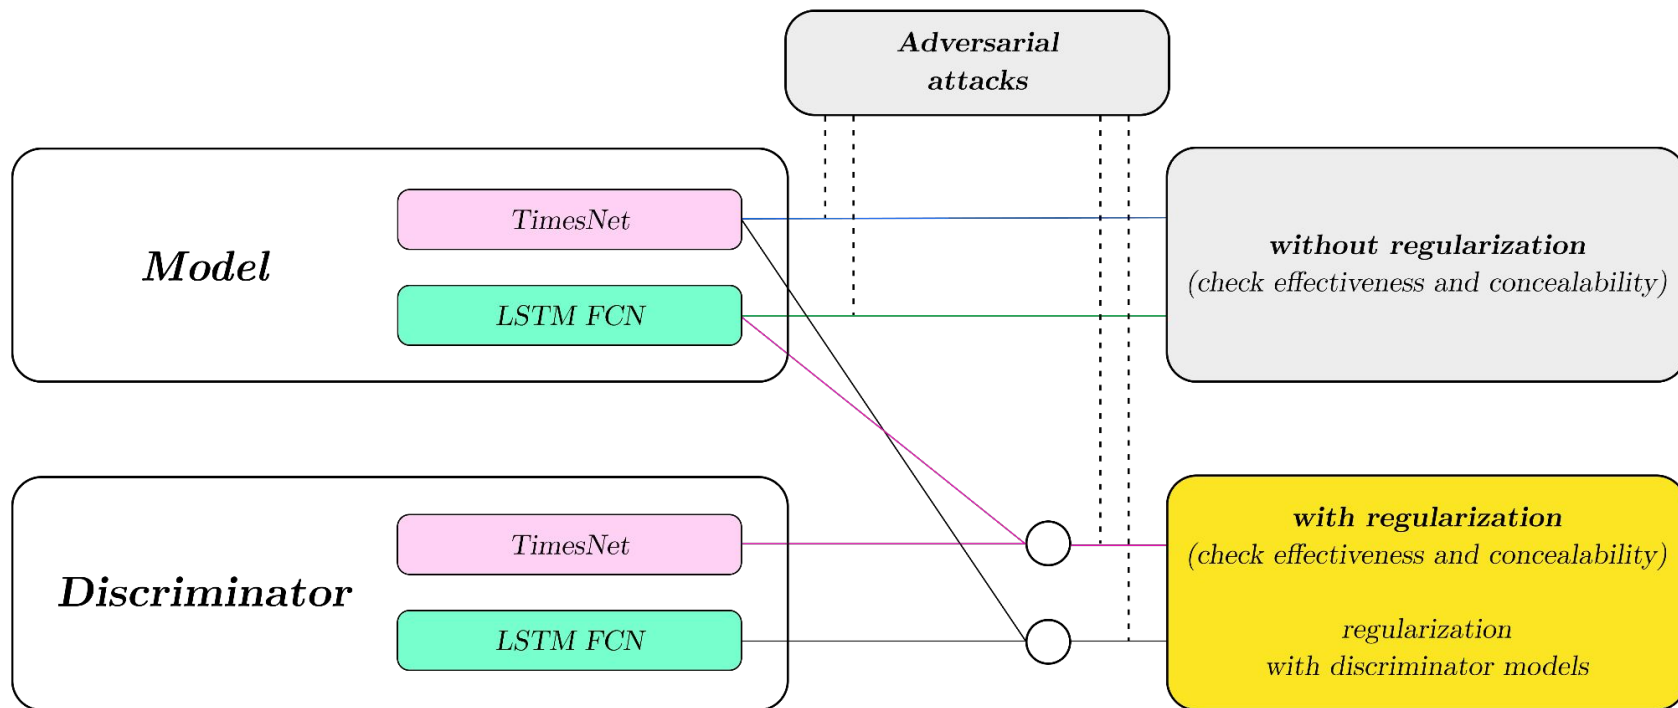 Adversarial
attacks
Model
TimesNet
LSTM FCN
without regularization
(check effectiveness and concealability)
Discriminator
TimesNet
LSTM FCN
with regularization
(check effectiveness and concealability)
regularization
with discriminator models